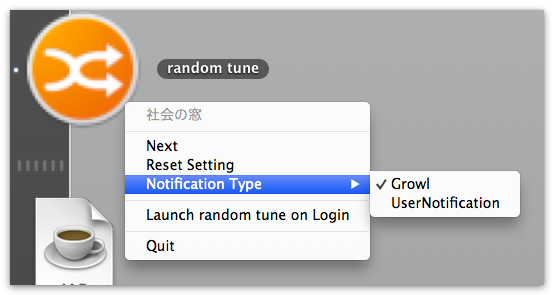 random tune
社会の窓
Next
Reset Setting
Notification Type
Growl
UserNotification
Launch random tune on Login
Quit